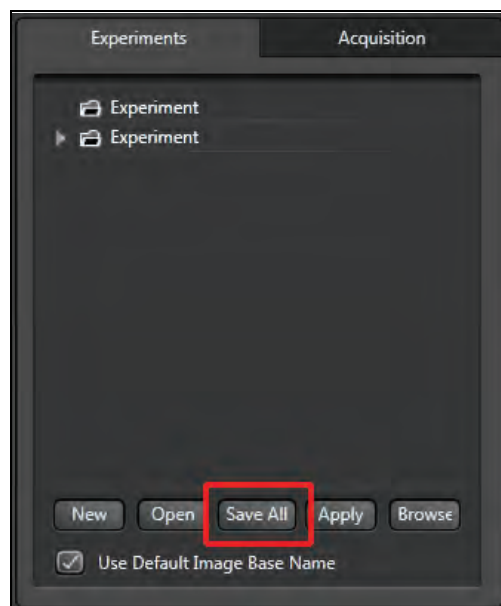 Experiments Acquisition
Experiment
Experiment
New Open Save All Apply Browse
Use Default Image Base Name